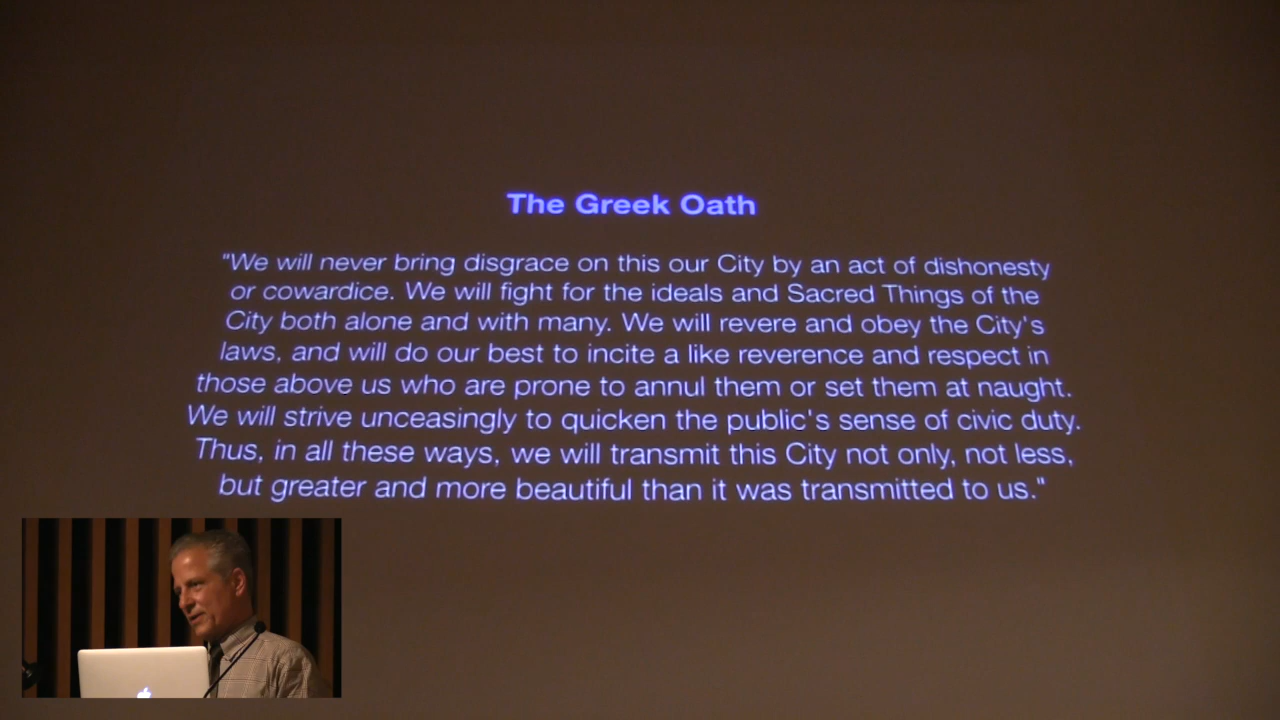 The Greek Oath
"We will never bring disgrace on this our City by an act of dishonesty
or cowardice. We will fight for the ideals and Sacred Things of the
City both alone and with many. We will revere and obey the City's
laws, and will do our best to incite a like reverence and respect in
those above us who are prone to annul them or set them at naught.
We will strive unceasingly to quicken the public's sense of civic duty.
Thus, in all these ways, we will transmit this City not only, not less,
but greater and more beautiful than it was transmitted to us."